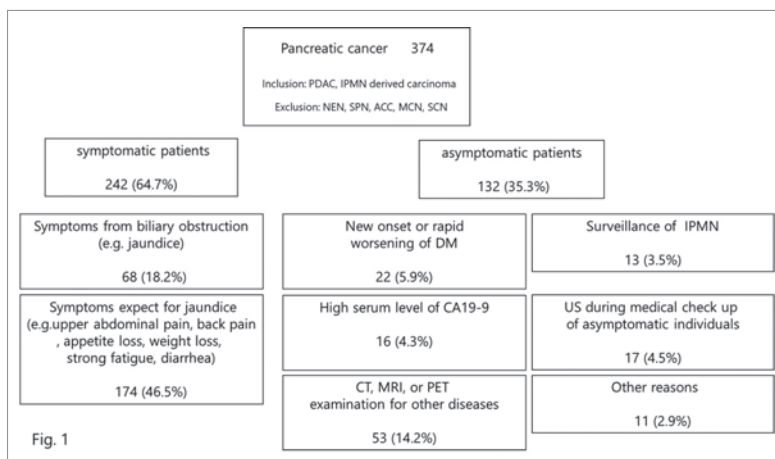 Pancreatic cancer 374
Inclusion: PDAC, IPMN derived carcinoma
Exclusion: NEN, SPN, ACC, MCN, SCN
symptomatic patients
242 (64.7%)
asymptomatic patients
132 (35.3%)
Symptoms from biliary obstruction
(e.g. jaundice)
68 (18.2%)
New onset or rapid
worsening of DM
22 (5.9%)
Surveillance of IPMN
13 (3.5%)
Symptoms expect for jaundice
(e.g.upper abdominal pain, back pain
, appetite loss, weight loss,
strong fatigue, diarrhea)
174 (46.5%)
High serum level of CA19-9
16 (4.3%)
US during medical check up
of asymptomatic individuals
17 (4.5%)
CT, MRI, or PET
examination for other diseases
53 (14.2%)
Other reasons
11 (2.9%)
Fig. 1